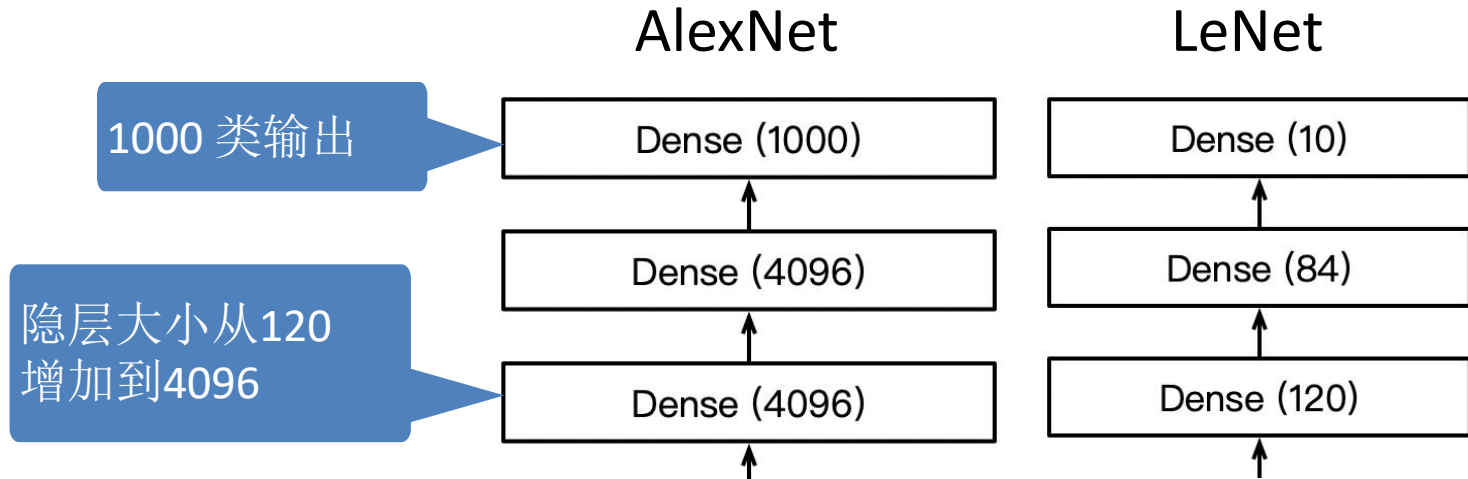 AlexNet
LeNet
1000 类输出
Dense (1000)
Dense (10)
Dense (4096)
Dense (84)
隐层大小从120
增加到4096
Dense (4096)
Dense (120)